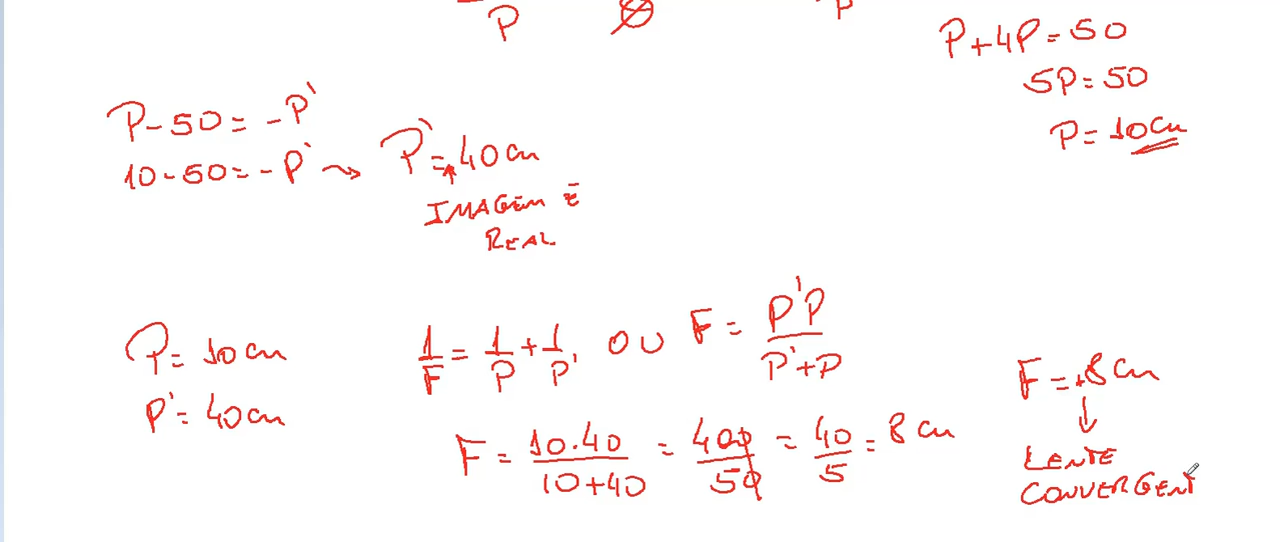 P
P
P + 4P = 50
5P = 50
P = 10cm
P - 50 = - P'
10 - 50 = - P' → P' = +40cm
IMAGEM É
REAL
P = 10cm
P' = 40cm
1/F = 1/P + 1/P' OU F = P'P/P'+P
F = 10.40/10+40 = 400/50 = 40/5 = 8cm
F = +8cm
LENTE
CONVERGENT